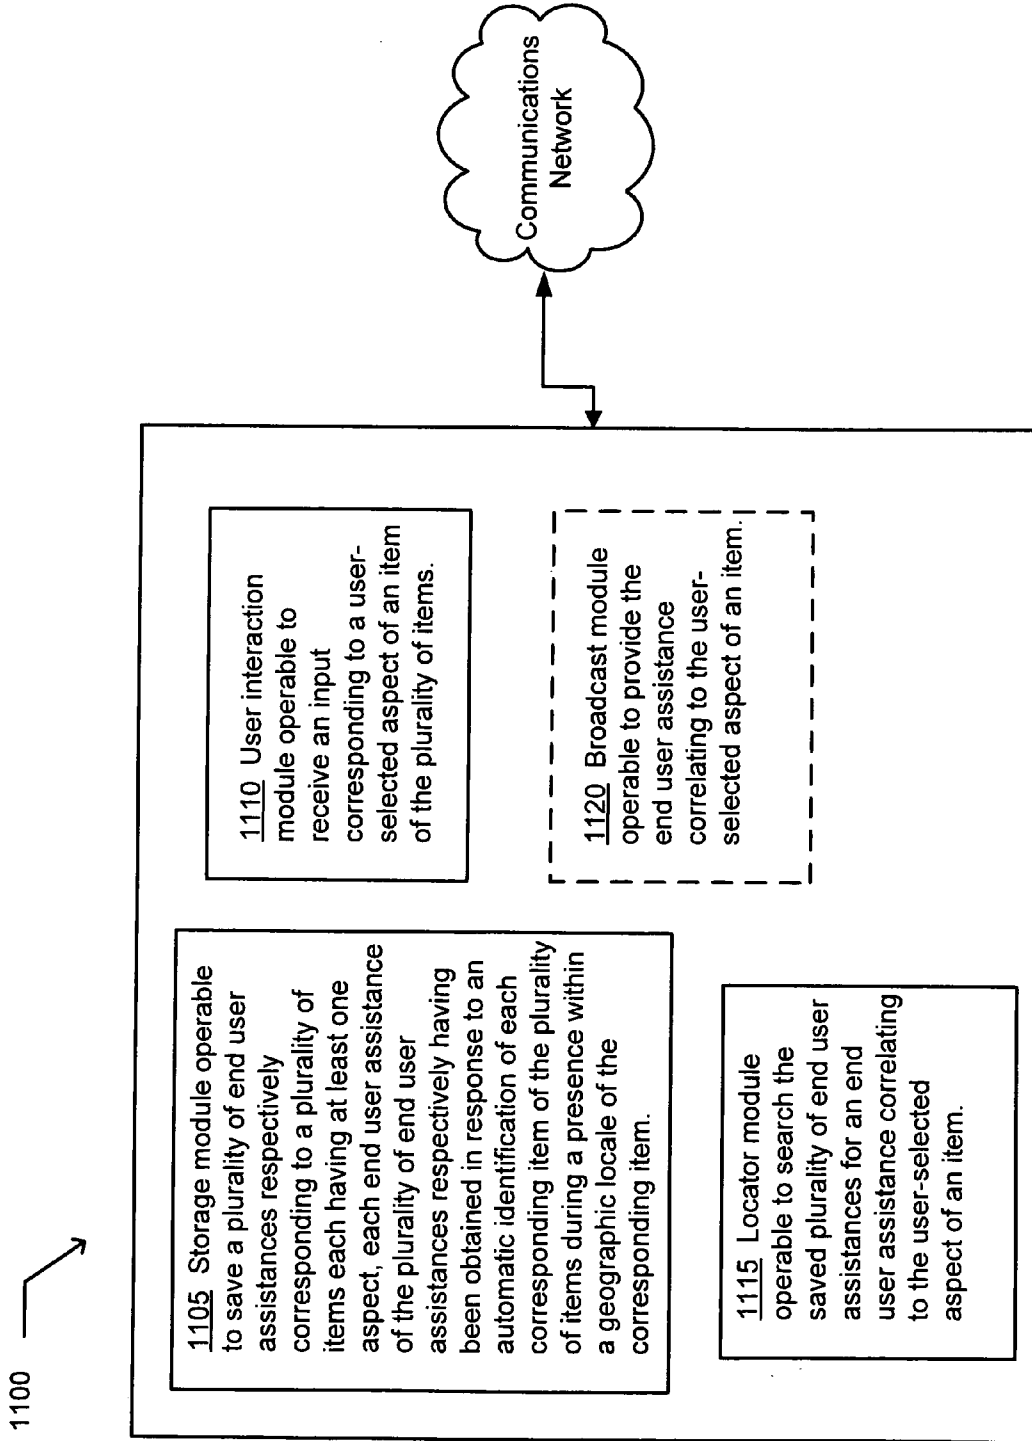 1100
1105 Storage module operable
to save a plurality of end user
assistances respectively
corresponding to a plurality of
items each having at least one
aspect, each end user assistance
of the plurality of end user
assistances respectively having
been obtained in response to an
automatic identification of each
corresponding item of the plurality
of items during a presence within
a geographic locale of the
corresponding item.
1110 User interaction
module operable to
receive an input
corresponding to a user-
selected aspect of an item
of the plurality of items.
1115 Locator module
operable to search the
saved plurality of end user
assistances for an end
user assistance correlating
to the user-selected
aspect of an item.
1120 Broadcast module
operable to provide the
end user assistance
correlating to the user-
selected aspect of an item.
Communications
Network